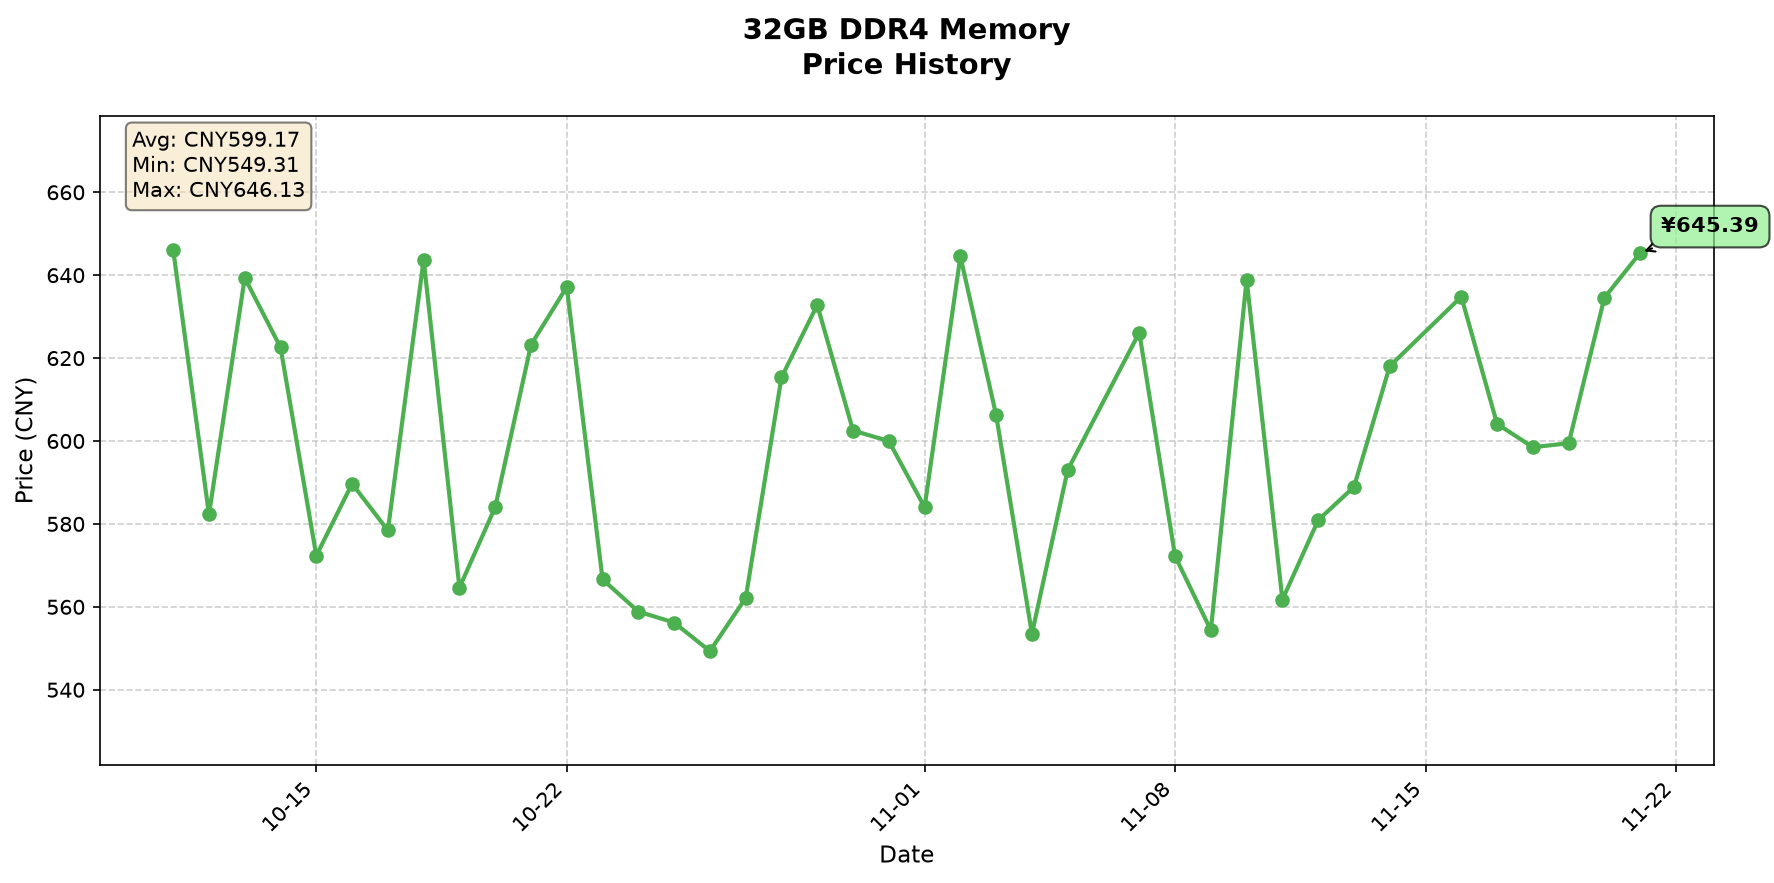 32GB DDR4 Memory
Price History
Avg: CNY599.17
Min: CNY549.31
Max: CNY646.13
¥645.39
Price (CNY)
660
640
620
600
580
560
540
10-15
10-22
11-01
11-08
11-15
11-22
Date